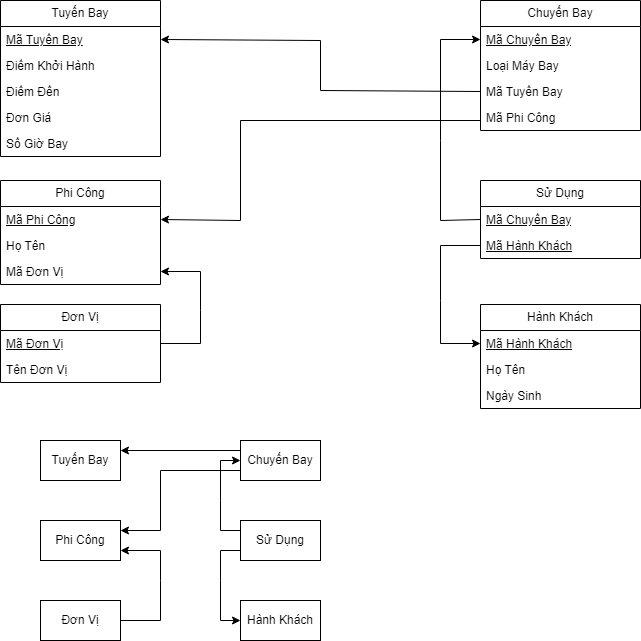 Tuyến Bay
Mã Tuyến Bay
Điểm Khởi Hành
Điểm Đến
Đơn Giá
Số Giờ Bay
Chuyến Bay
Mã Chuyến Bay
Loại Máy Bay
Mã Tuyến Bay
Mã Phi Công
Phi Công
Mã Phi Công
Họ Tên
Mã Đơn Vị
Sử Dụng
Mã Chuyến Bay
Mã Hành Khách
Đơn Vị
Mã Đơn Vị
Tên Đơn Vị
Hành Khách
Mã Hành Khách
Họ Tên
Ngày Sinh
Tuyến Bay
Chuyến Bay
Phi Công
Sử Dụng
Đơn Vị
Hành Khách